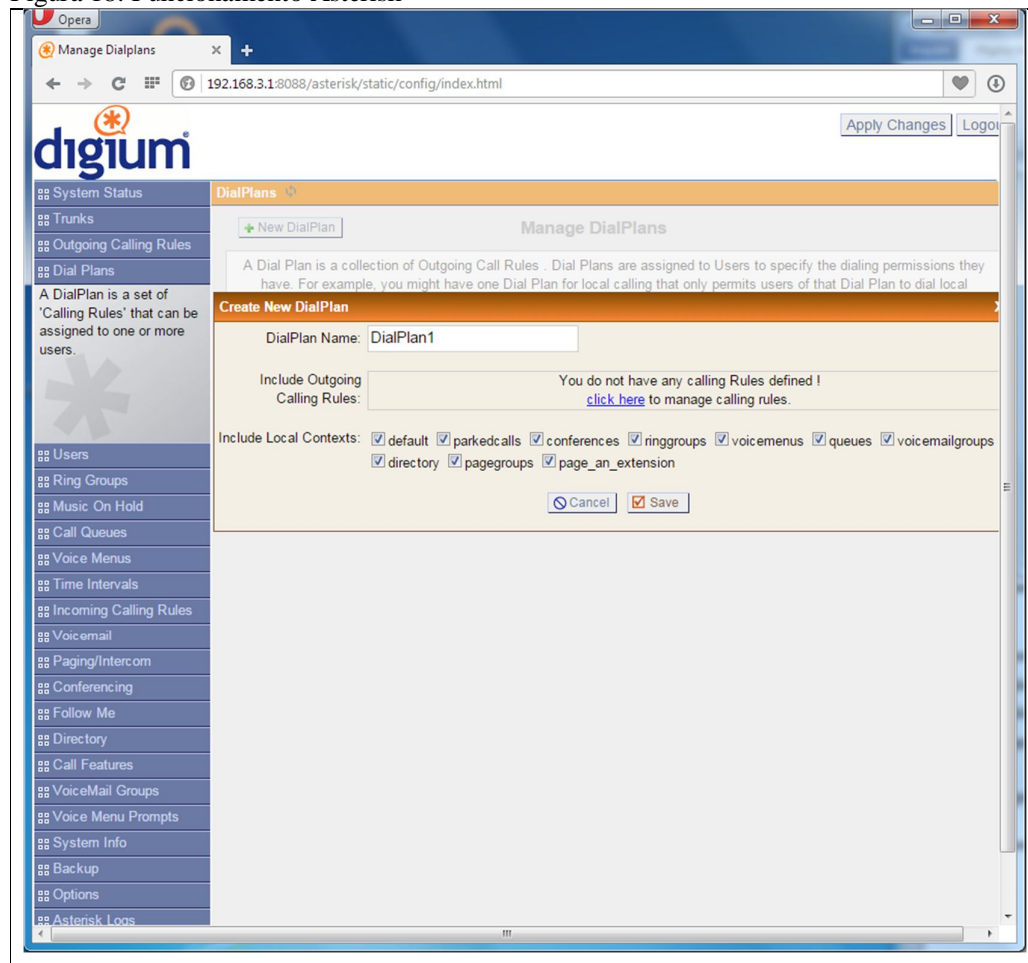 Opera
Manage Dialplans
192.168.3.1:8088/asterisk/static/config/index.html
digium
Apply Changes
System Status
DialPlans
Trunks
New DialPlan
Manage DialPlans
Outgoing Calling Rules
Dial Plans
A Dial Plan is a collection of Outgoing Call Rules . Dial Plans are assigned to Users to specify the dialing permissions they
have. For example, you might have one Dial Plan for local calling that only permits users of that Dial Plan to dial local
A DialPlan is a set of
'Calling Rules' that can be
assigned to one or more
users.
Create New DialPlan
DialPlan Name: DialPlan1
Include Outgoing
Calling Rules:
You do not have any calling Rules defined !
click here to manage calling rules.
Include Local Contexts: default parkedcalls conferences ringgroups voicemenus queues voicemailgroups
directory pagegroups page_an_extension
Cancel Save
Users
Ring Groups
Music On Hold
Call Queues
Voice Menus
Time Intervals
Incoming Calling Rules
Voicemail
Paging/Intercom
Conferencing
Follow Me
Directory
Call Features
VoiceMail Groups
Voice Menu Prompts
System Info
Backup
Options
Asterisk Logs